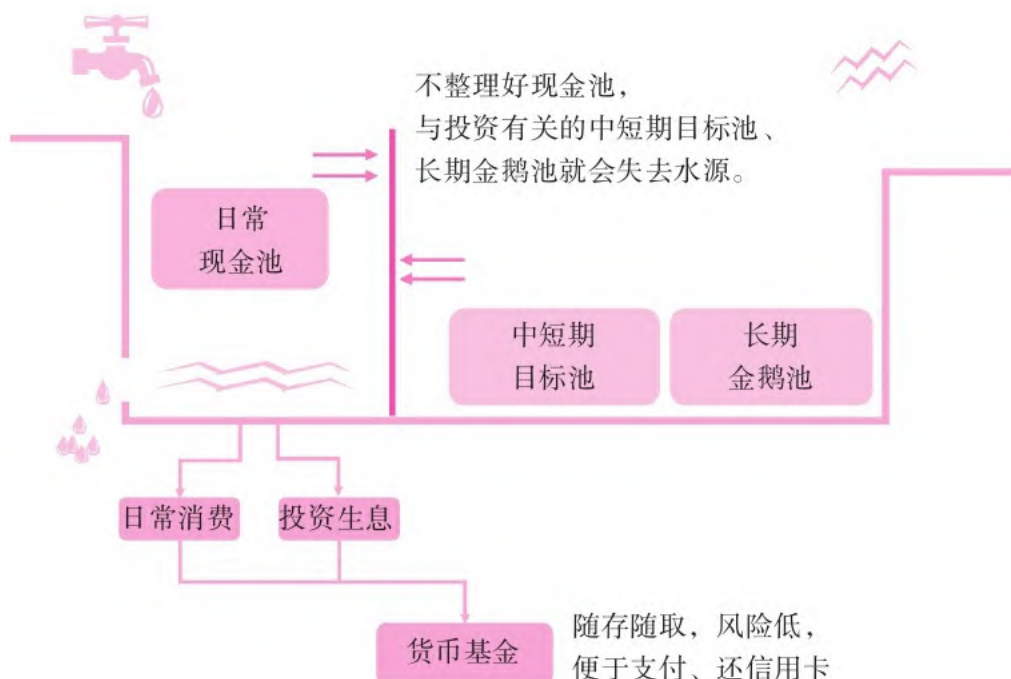 不整理好现金池，
与投资有关的中短期目标池、
长期金鹅池就会失去水源。
日常
现金池
中短期
目标池
长期
金鹅池
日常消费
投资生息
货币基金
随存随取，风险低，
便于支付、还信用卡